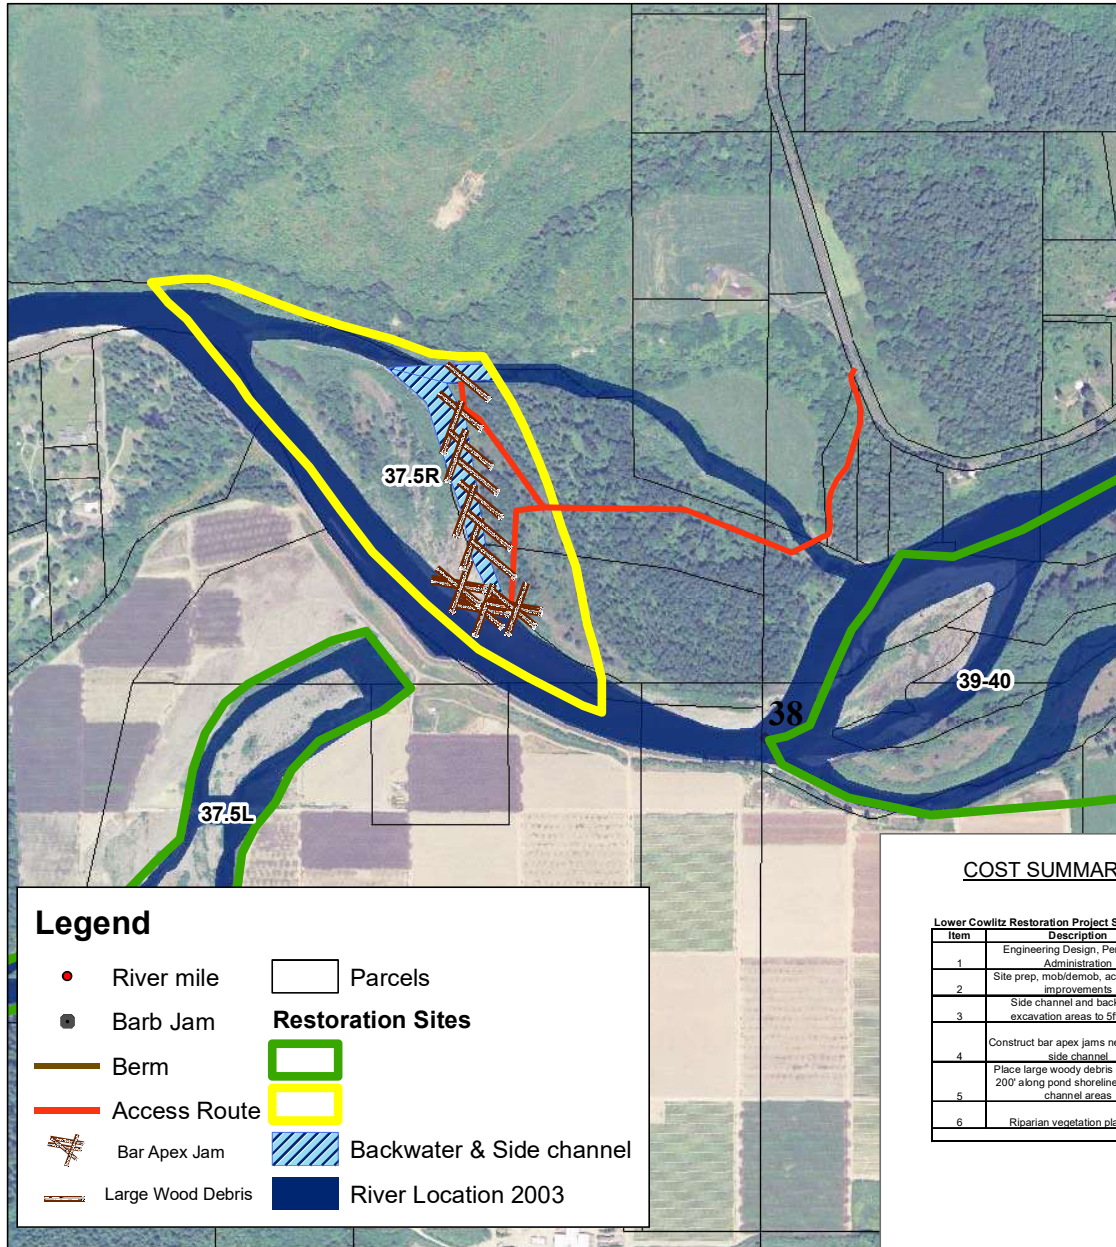 37.5R
39-40
38
37.5L
Legend
River mile
Barb Jam
Berm
Access Route
Bar Apex Jam
Large Wood Debris
Parcels
Restoration Sites
Backwater & Side channel
River Location 2003
COST SUMMAR
Lower Cowlitz Restoration Project S
Item Description
1 Engineering Design, Pe
Administration
2 Site prep, mob/demob, ac
improvements
3 Side channel and back
excavation areas to 5f
4 Construct bar apex jams ne
side channel
5 Place large woody debris
200' along pond shoreline
channel areas
6 Riparian vegetation pla